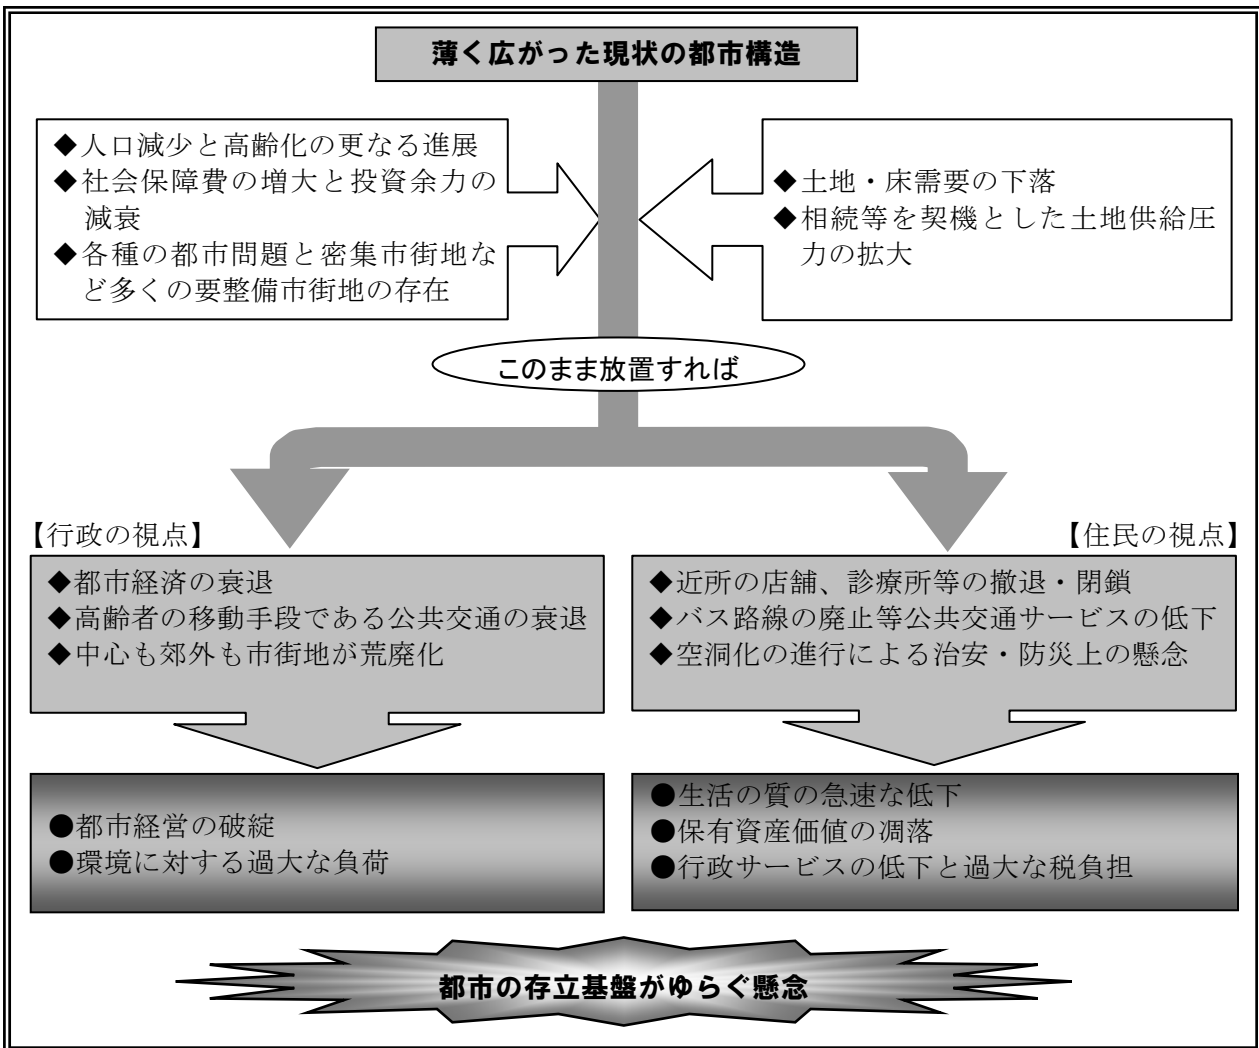 薄く広がった現状の都市構造
◆人口減少と高齢化の更なる進展
◆社会保障費の増大と投資余力の
減衰
◆各種の都市問題と密集市街地な
ど多くの要整備市街地の存在
◆土地・床需要の下落
◆相続等を契機とした土地供給圧
力の拡大
このまま放置すれば
【行政の視点】
◆都市経済の衰退
◆高齢者の移動手段である公共交通の衰退
◆中心も郊外も市街地が荒廃化
【住民の視点】
◆近所の店舗、診療所等の撤退・閉鎖
◆バス路線の廃止等公共交通サービスの低下
◆空洞化の進行による治安・防災上の懸念
●都市経営の破綻
●環境に対する過大な負荷
●生活の質の急速な低下
●保有資産価値の凋落
●行政サービスの低下と過大な税負担
都市の存立基盤がゆらぐ懸念